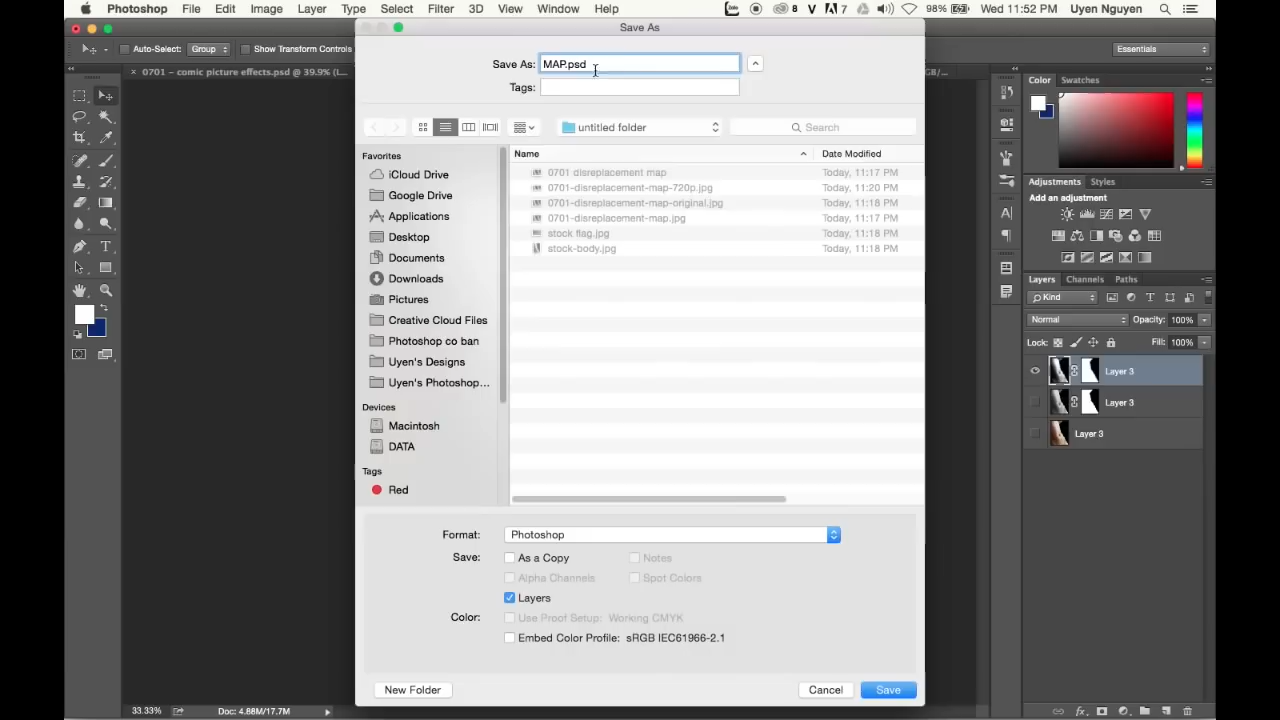 Photoshop File Edit Image Layer Type Select Filter 3D View Window Help 8 V 7 98% Wed 11:52 PM Uyen Nguyen
Save As
Auto-Select: Group Show Transform Controls Essentials
0701 – comic picture effects.psd @ 39.9% (L...
Save As: MAP.psd
Tags:
untitled folder Search
Favorites
iCloud Drive
Google Drive
Applications
Desktop
Documents
Downloads
Pictures
Creative Cloud Files
Photoshop co ban
Uyen's Designs
Uyen's Photoshop...
Devices
Macintosh
DATA
Tags
Red
Name Date Modified
0701 disreplacement map Today, 11:17 PM
0701-disreplacement-map-720p.jpg Today, 11:20 PM
0701-disreplacement-map-original.jpg Today, 11:18 PM
0701-disreplacement-map.jpg Today, 11:17 PM
stock flag.jpg Today, 11:18 PM
stock-body.jpg Today, 11:18 PM
Format: Photoshop
Save: As a Copy Notes
Alpha Channels Spot Colors
Layers
Color: Use Proof Setup: Working CMYK
Embed Color Profile: sRGB IEC61966-2.1
New Folder Cancel Save
Color Swatches
Adjustments Styles
Add an adjustment
Layers Channels Paths
Kind
Normal Opacity: 100%
Lock: Fill: 100%
Layer 3
Layer 3
Layer 3
33.33% Doc: 4.88M/17.7M